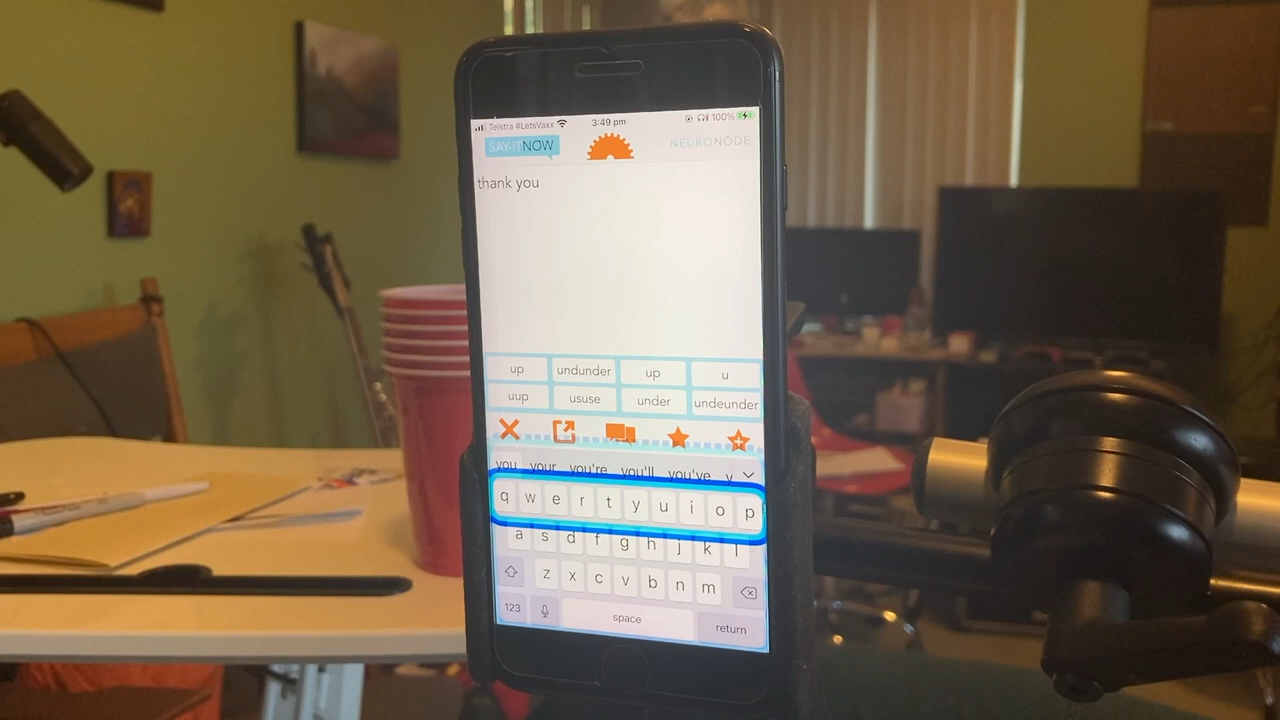 Telstra #LetsVaxx 3:49 pm 100%
SAY-IT NOW NEURONODE
thank you
up undunder up u
uup ususe under undeunder
you your you're you'll you've y
q w e r t y u i o p
a s d f g h j k l
z x c v b n m
123 space return